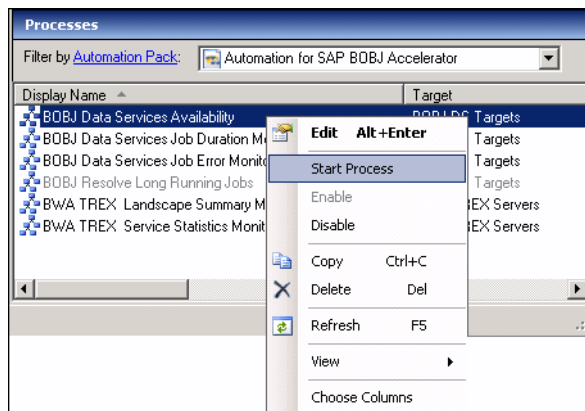 Processes
Filter by Automation Pack: Automation for SAP BOBJ Accelerator
Display Name Target
BOBJ Data Services Availability Targets
BOBJ Data Services Job Duration Targets
BOBJ Data Services Job Error Targets
BOBJ Resolve Long Running Jobs Targets
BWA TREX Landscape Summary M EX Servers
BWA TREX Service Statistics Monit EX Servers
Edit Alt+Enter
Start Process
Enable
Disable
Copy Ctrl+C
Delete Del
Refresh F5
View
Choose Columns